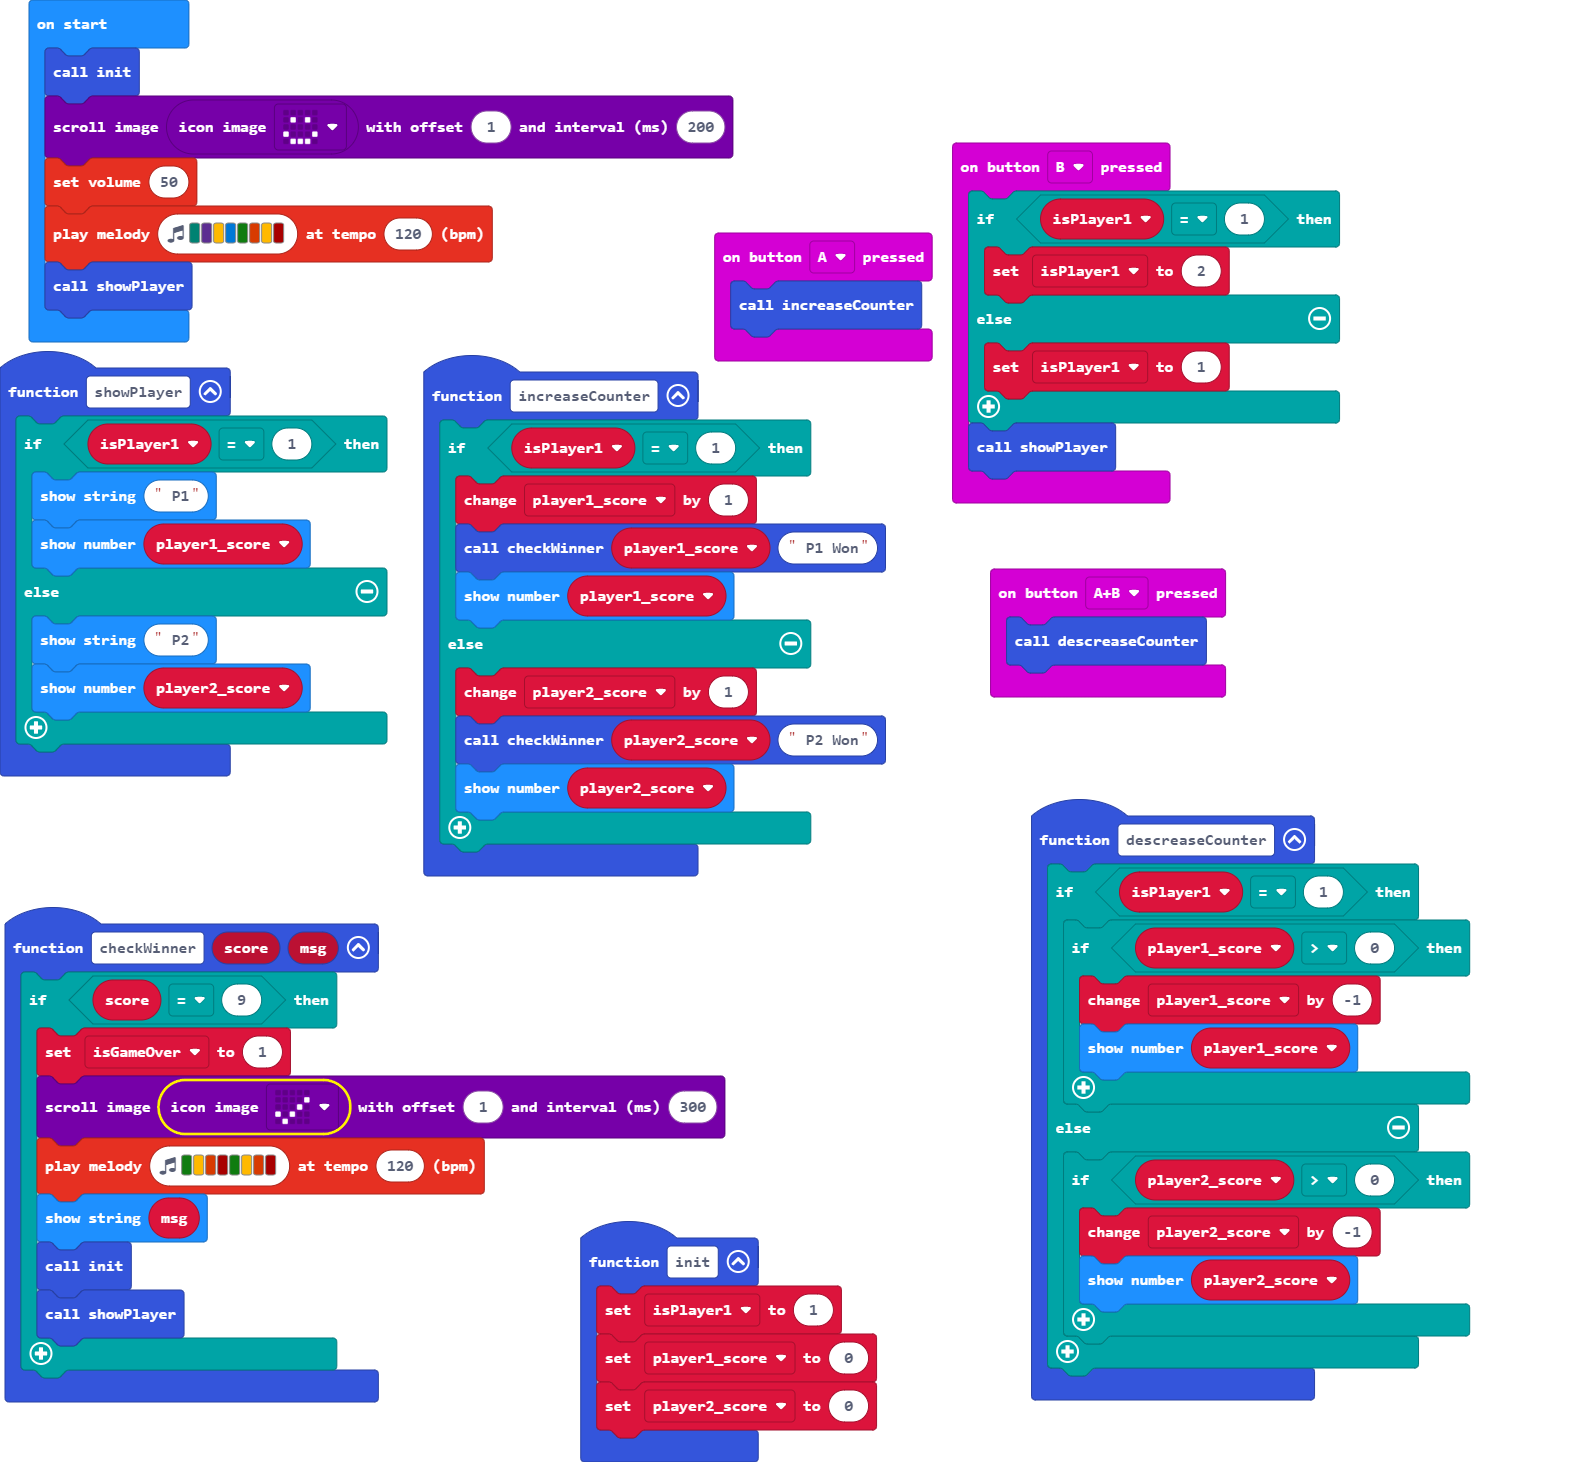 on start
call init
scroll image icon image with offset 1 and interval (ms) 200
set volume 50
play melody at tempo 120 (bpm)
call showPlayer
on button A pressed
call increaseCounter
on button B pressed
if isPlayer1 = 1 then
set isPlayer1 to 2
else
set isPlayer1 to 1
call showPlayer
function showPlayer
if isPlayer1 = 1 then
show string " P1"
show number player1_score
else
show string " P2"
show number player2_score
function increaseCounter
if isPlayer1 = 1 then
change player1_score by 1
call checkWinner player1_score " P1 Won"
show number player1_score
else
change player2_score by 1
call checkWinner player2_score " P2 Won"
show number player2_score
on button A+B pressed
call descreaseCounter
function descreaseCounter
if isPlayer1 = 1 then
if player1_score > 0 then
change player1_score by -1
show number player1_score
else
if player2_score > 0 then
change player2_score by -1
show number player2_score
function checkWinner score msg
if score = 9 then
set isGameOver to 1
scroll image icon image with offset 1 and interval (ms) 300
play melody at tempo 120 (bpm)
show string msg
call init
call showPlayer
function init
set isPlayer1 to 1
set player1_score to 0
set player2_score to 0